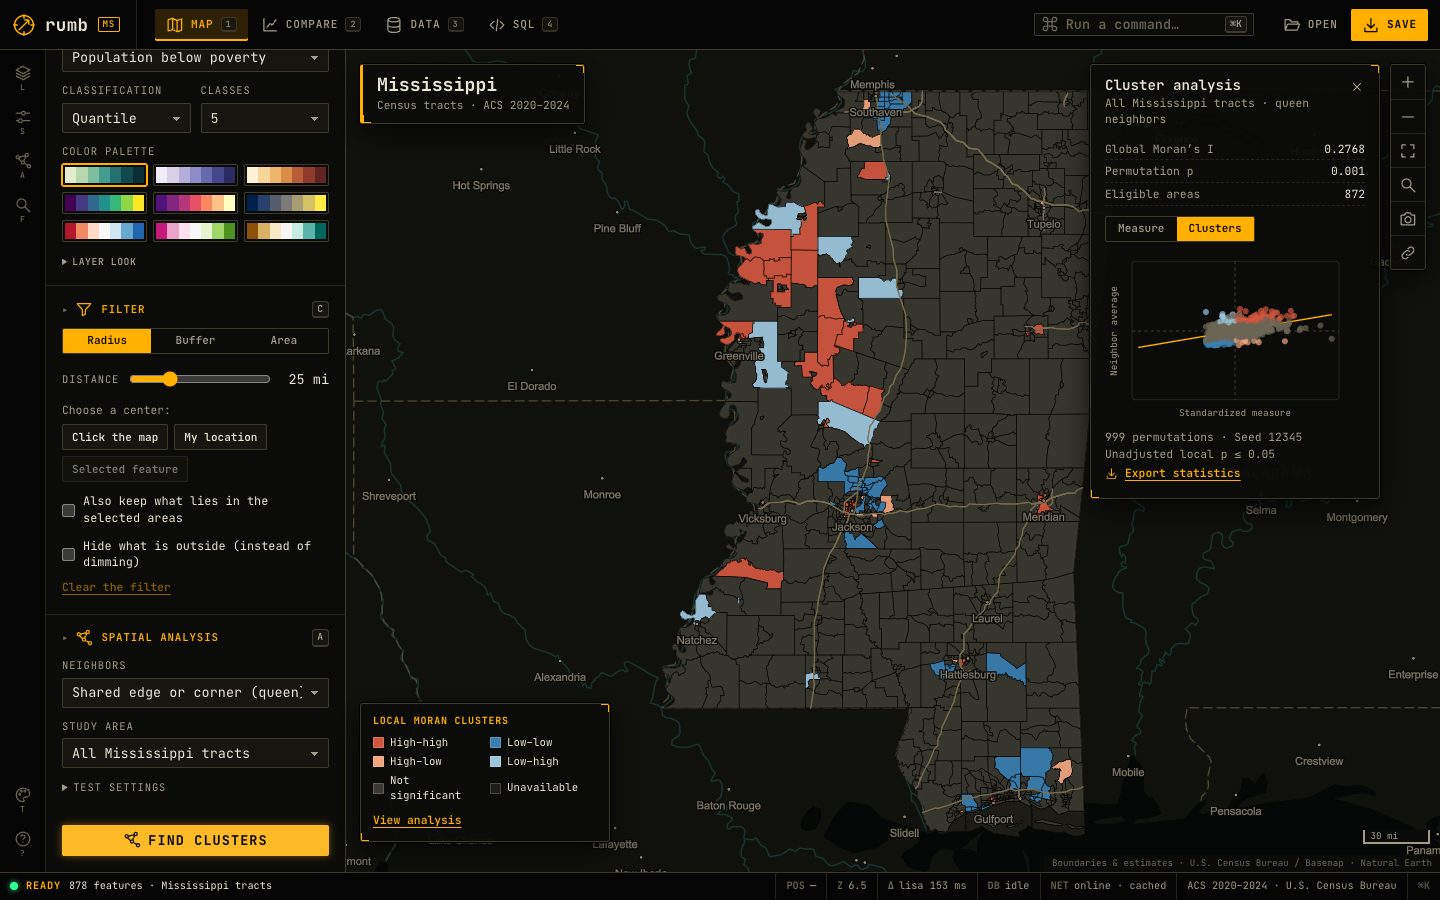 rumb MS
MAP 1
COMPARE 2
DATA 3
SQL 4
Run a command… ⌘K
OPEN
SAVE
L
S
A
F
T
?
Population below poverty
CLASSIFICATION
CLASSES
Quantile
5
COLOR PALETTE
LAYER LOOK
FILTER C
Radius
Buffer
Area
DISTANCE 25 mi
Choose a center:
Click the map
My location
Selected feature
Also keep what lies in the
selected areas
Hide what is outside (instead of
dimming)
Clear the filter
SPATIAL ANALYSIS A
NEIGHBORS
Shared edge or corner (queen)
STUDY AREA
All Mississippi tracts
TEST SETTINGS
FIND CLUSTERS
Mississippi
Census tracts · ACS 2020–2024
Memphis
Southaven
Little Rock
Hot Springs
Pine Bluff
Tupelo
arkana
Greenville
El Dorado
Shreveport
Monroe
Vicksburg
Jackson
Meridian
Selma
Montgomery
Natchez
Laurel
Alexandria
Hattiesburg
Enterprise
Mobile
Crestview
Pensacola
Baton Rouge
Slidell
Gulfport
Lafayette
mont
Panam
Cluster analysis
All Mississippi tracts · queen
neighbors
Global Moran’s I 0.2768
Permutation p 0.001
Eligible areas 872
Measure
Clusters
Neighbor average
Standardized measure
999 permutations · Seed 12345
Unadjusted local p ≤ 0.05
Export statistics
LOCAL MORAN CLUSTERS
High–high
Low–low
High–low
Low–high
Not
significant
Unavailable
View analysis
30 mi
Boundaries & estimates · U.S. Census Bureau / Basemap · Natural Earth
READY 878 features · Mississippi tracts
POS —
Z 6.5
Δ lisa 153 ms
DB idle
NET online · cached
ACS 2020–2024 · U.S. Census Bureau
⌘K